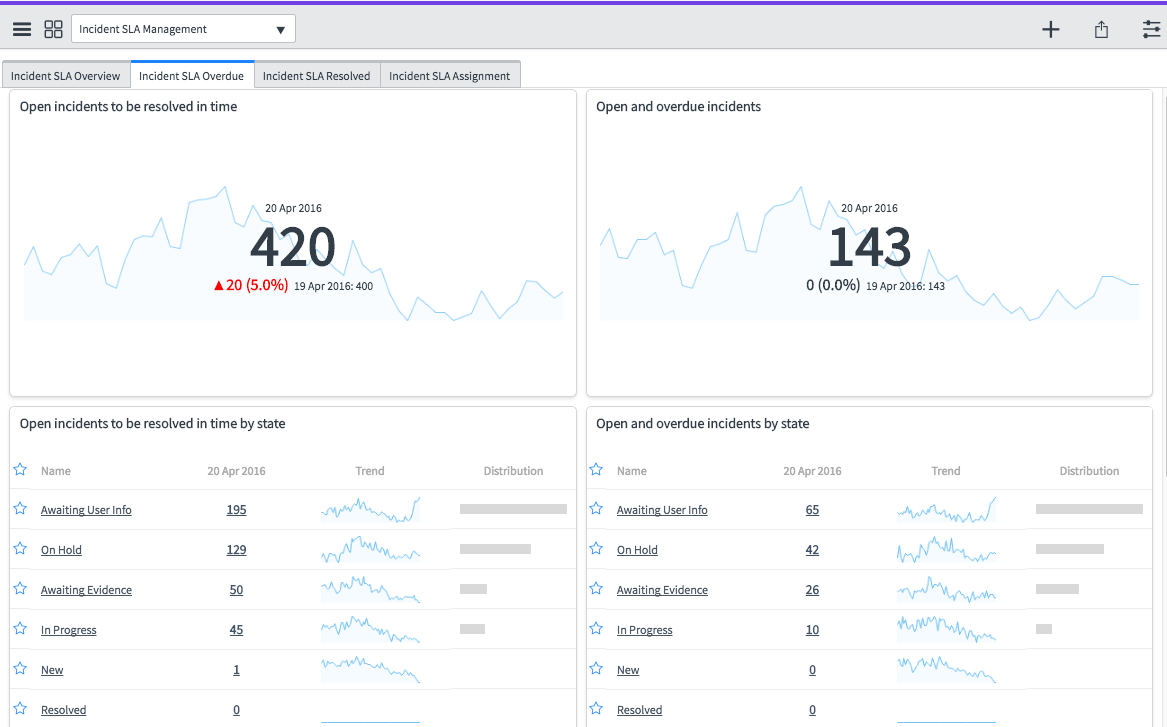 Incident SLA Management
Incident SLA Overview
Incident SLA Overdue
Incident SLA Resolved
Incident SLA Assignment
Open incidents to be resolved in time
20 Apr 2016
420
▲20 (5.0%) 19 Apr 2016: 400
Open and overdue incidents
20 Apr 2016
143
0 (0.0%) 19 Apr 2016: 143
Open incidents to be resolved in time by state
Name 20 Apr 2016 Trend Distribution
Awaiting User Info 195
On Hold 129
Awaiting Evidence 50
In Progress 45
New 1
Resolved 0
Open and overdue incidents by state
Name 20 Apr 2016 Trend Distribution
Awaiting User Info 65
On Hold 42
Awaiting Evidence 26
In Progress 10
New 0
Resolved 0